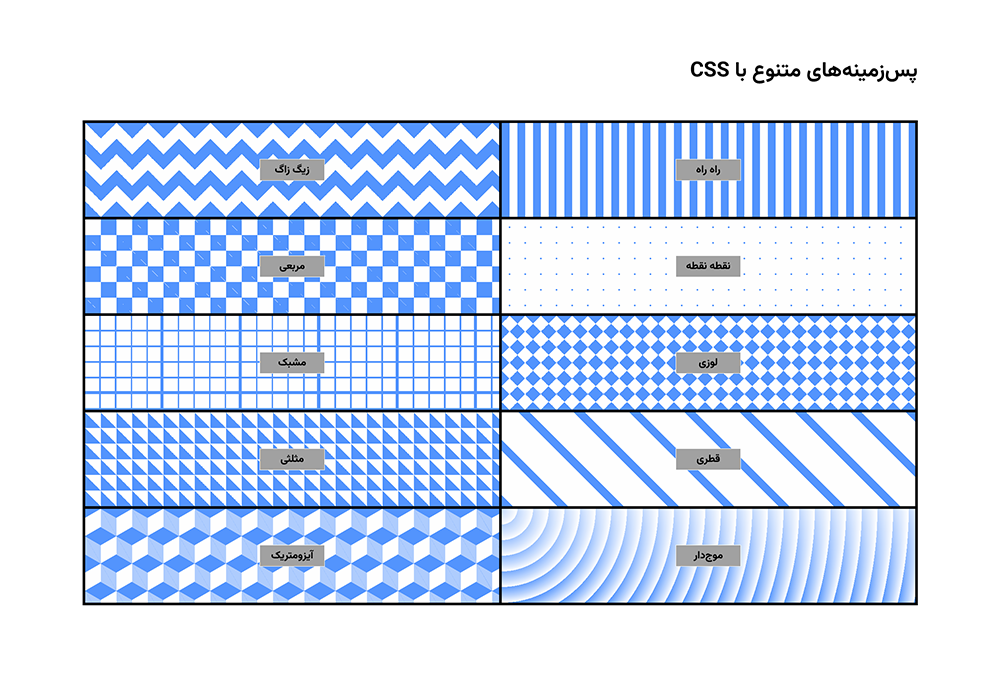 پس‌زمینه‌های متنوع با CSS
راه راه
زیگ زاگ
نقطه نقطه
مربعی
لوزی
مشبک
قطری
مثلثی
موج‌دار
آیزومتریک